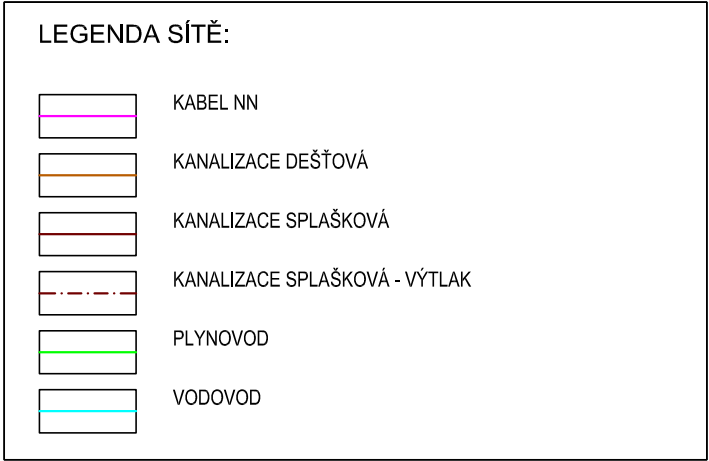 LEGENDA SÍTĚ:
KABEL NN
KANALIZACE DEŠŤOVÁ
KANALIZACE SPLAŠKOVÁ
KANALIZACE SPLAŠKOVÁ - VÝTLAK
PLYNOVOD
VODOVOD